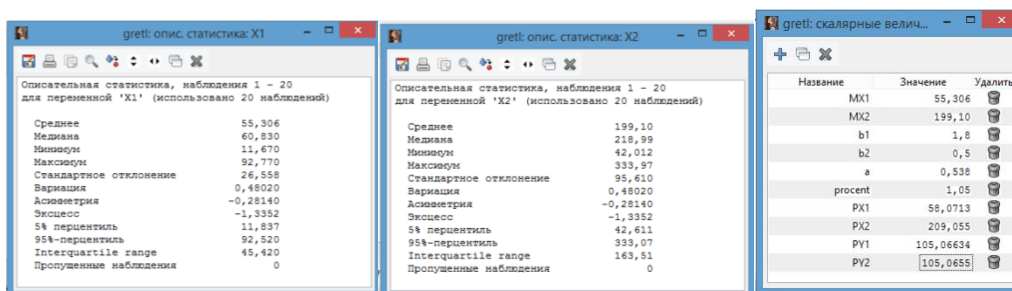 gretl: опис. статистика: X1
Описательная статистика, наблюдения 1 - 20
для переменной 'X1' (использовано 20 наблюдений)
Среднее 55,306
Медиана 60,830
Минимум 11,670
Максимум 92,770
Стандартное отклонение 26,558
Вариация 0,48020
Асимметрия -0,28140
Эксцесс -1,3352
5% перцентиль 11,837
95%-перцентиль 92,520
Interquartile range 45,420
Пропущенные наблюдения 0
gretl: опис. статистика: X2
Описательная статистика, наблюдения 1 - 20
для переменной 'X2' (использовано 20 наблюдений)
Среднее 199,10
Медиана 218,99
Минимум 42,012
Максимум 333,97
Стандартное отклонение 95,610
Вариация 0,48020
Асимметрия -0,28140
Эксцесс -1,3352
5% перцентиль 42,611
95%-перцентиль 333,07
Interquartile range 163,51
Пропущенные наблюдения 0
gretl: скалярные велич...
Название Значение Удалить
MX1 55,306
MX2 199,10
b1 1,8
b2 0,5
a 0,538
procent 1,05
PX1 58,0713
PX2 209,055
PY1 105,06634
PY2 105,0655